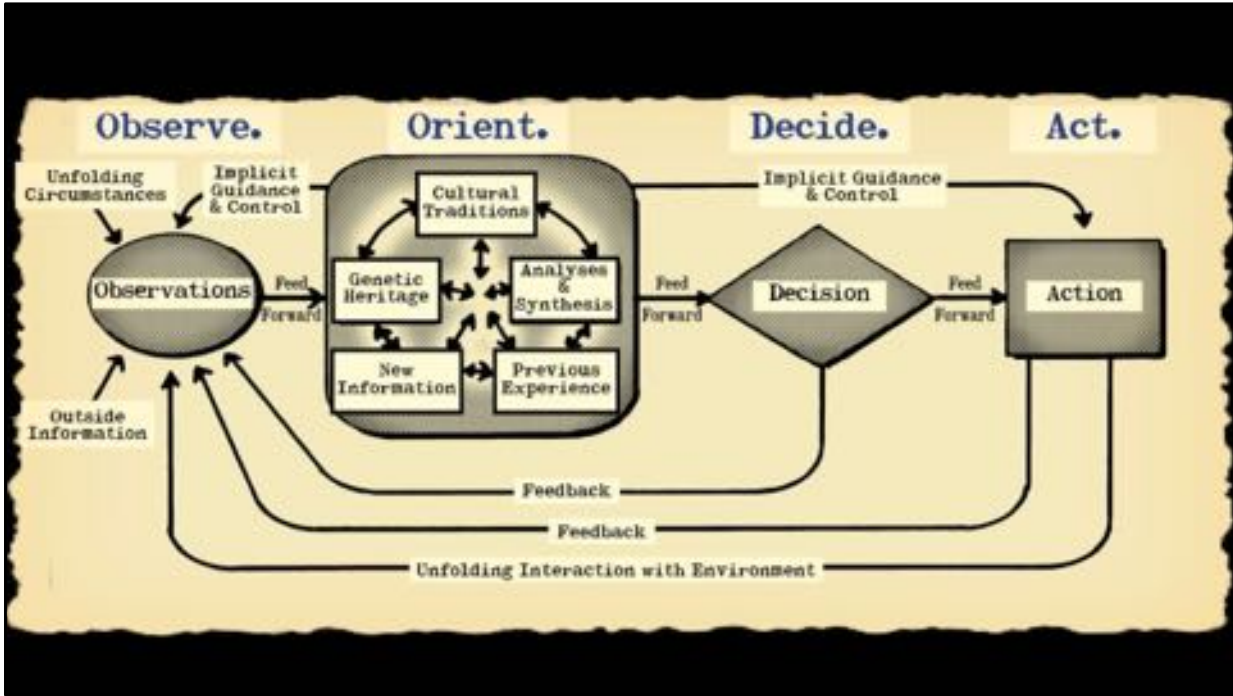 Observe.
Orient.
Decide.
Act.
Unfolding
Circumstances
Implicit
Guidance
& Control
Cultural
Traditions
Implicit Guidance
& Control
Observations
Feed
Forward
Genetic
Heritage
Analyses
&
Synthesis
Feed
Forward
Decision
Feed
Forward
Action
New
Information
Previous
Experience
Outside
Information
Feedback
Feedback
Unfolding Interaction with Environment